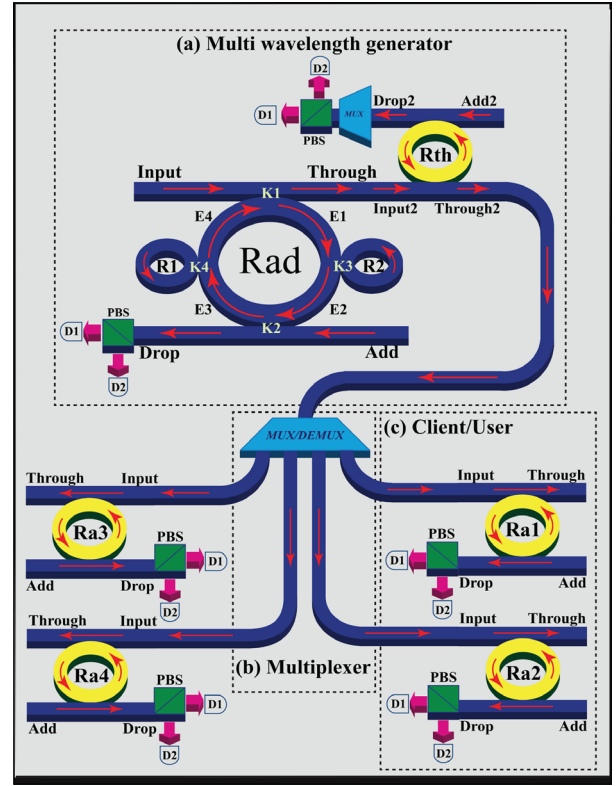 (a) Multi wavelength generator
D2
D1
MUX
PBS
Drop2
Add2
Rth
Input
Through
Input2
Through2
K1
E4
E1
R1
K4
Rad
K3
R2
E3
E2
K2
PBS
D1
Drop
Add
D2
MUX/DEMUX
(c) Client/User
Through
Input
Input
Through
Ra3
PBS
D1
Add
Drop
D2
Ra1
PBS
D1
Drop
Add
D2
Through
Input
Input
Through
(b) Multiplexer
Ra4
PBS
D1
Add
Drop
D2
Ra2
PBS
D1
Drop
Add
D2